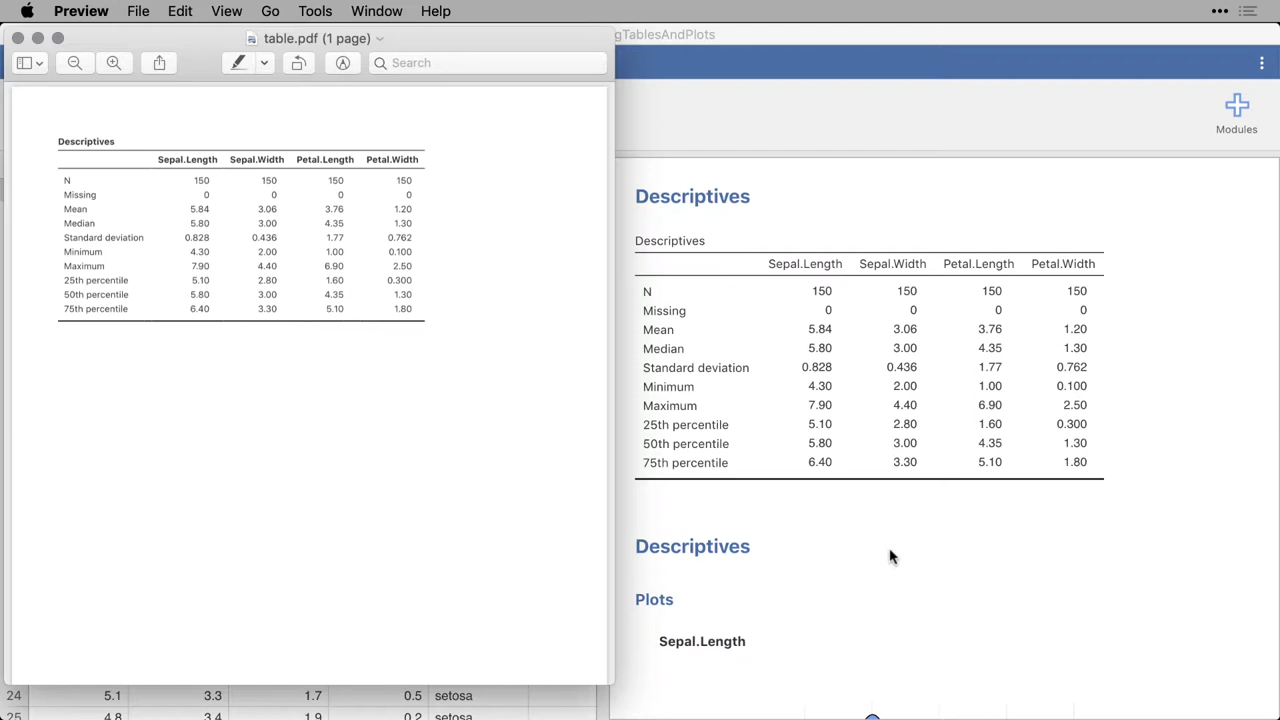 Preview File Edit View Go Tools Window Help
table.pdf (1 page)
gTablesAndPlots
Search
Modules
Descriptives
Sepal.Length Sepal.Width Petal.Length Petal.Width
N 150 150 150 150
Missing 0 0 0 0
Mean 5.84 3.06 3.76 1.20
Median 5.80 3.00 4.35 1.30
Standard deviation 0.828 0.436 1.77 0.762
Minimum 4.30 2.00 1.00 0.100
Maximum 7.90 4.40 6.90 2.50
25th percentile 5.10 2.80 1.60 0.300
50th percentile 5.80 3.00 4.35 1.30
75th percentile 6.40 3.30 5.10 1.80
Descriptives
Descriptives
Sepal.Length Sepal.Width Petal.Length Petal.Width
N 150 150 150 150
Missing 0 0 0 0
Mean 5.84 3.06 3.76 1.20
Median 5.80 3.00 4.35 1.30
Standard deviation 0.828 0.436 1.77 0.762
Minimum 4.30 2.00 1.00 0.100
Maximum 7.90 4.40 6.90 2.50
25th percentile 5.10 2.80 1.60 0.300
50th percentile 5.80 3.00 4.35 1.30
75th percentile 6.40 3.30 5.10 1.80
Descriptives
Plots
Sepal.Length
24 5.1 3.3 1.7 0.5 setosa
25 4.8 3.4 1.9 0.2 setosa